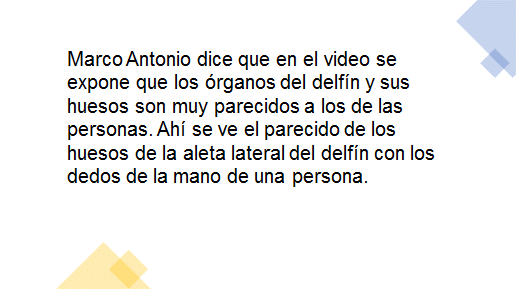 Marco Antonio dice que en el video se
expone que los órganos del delfín y sus
huesos son muy parecidos a los de las
personas. Ahí se ve el parecido de los
huesos de la aleta lateral del delfín con los
dedos de la mano de una persona.